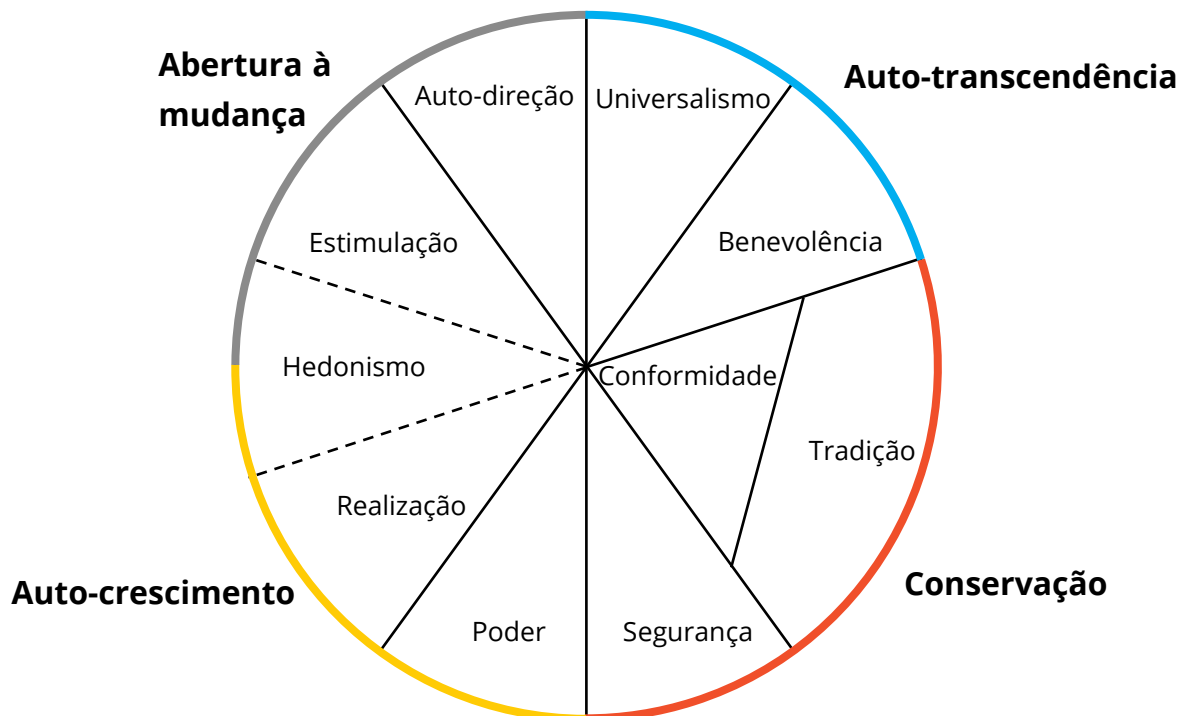 Abertura à
mudança
Auto-transcendência
Auto-direção
Universalismo
Estimulação
Benevolência
Hedonismo
Conformidade
Tradição
Realização
Auto-crescimento
Conservação
Poder
Segurança